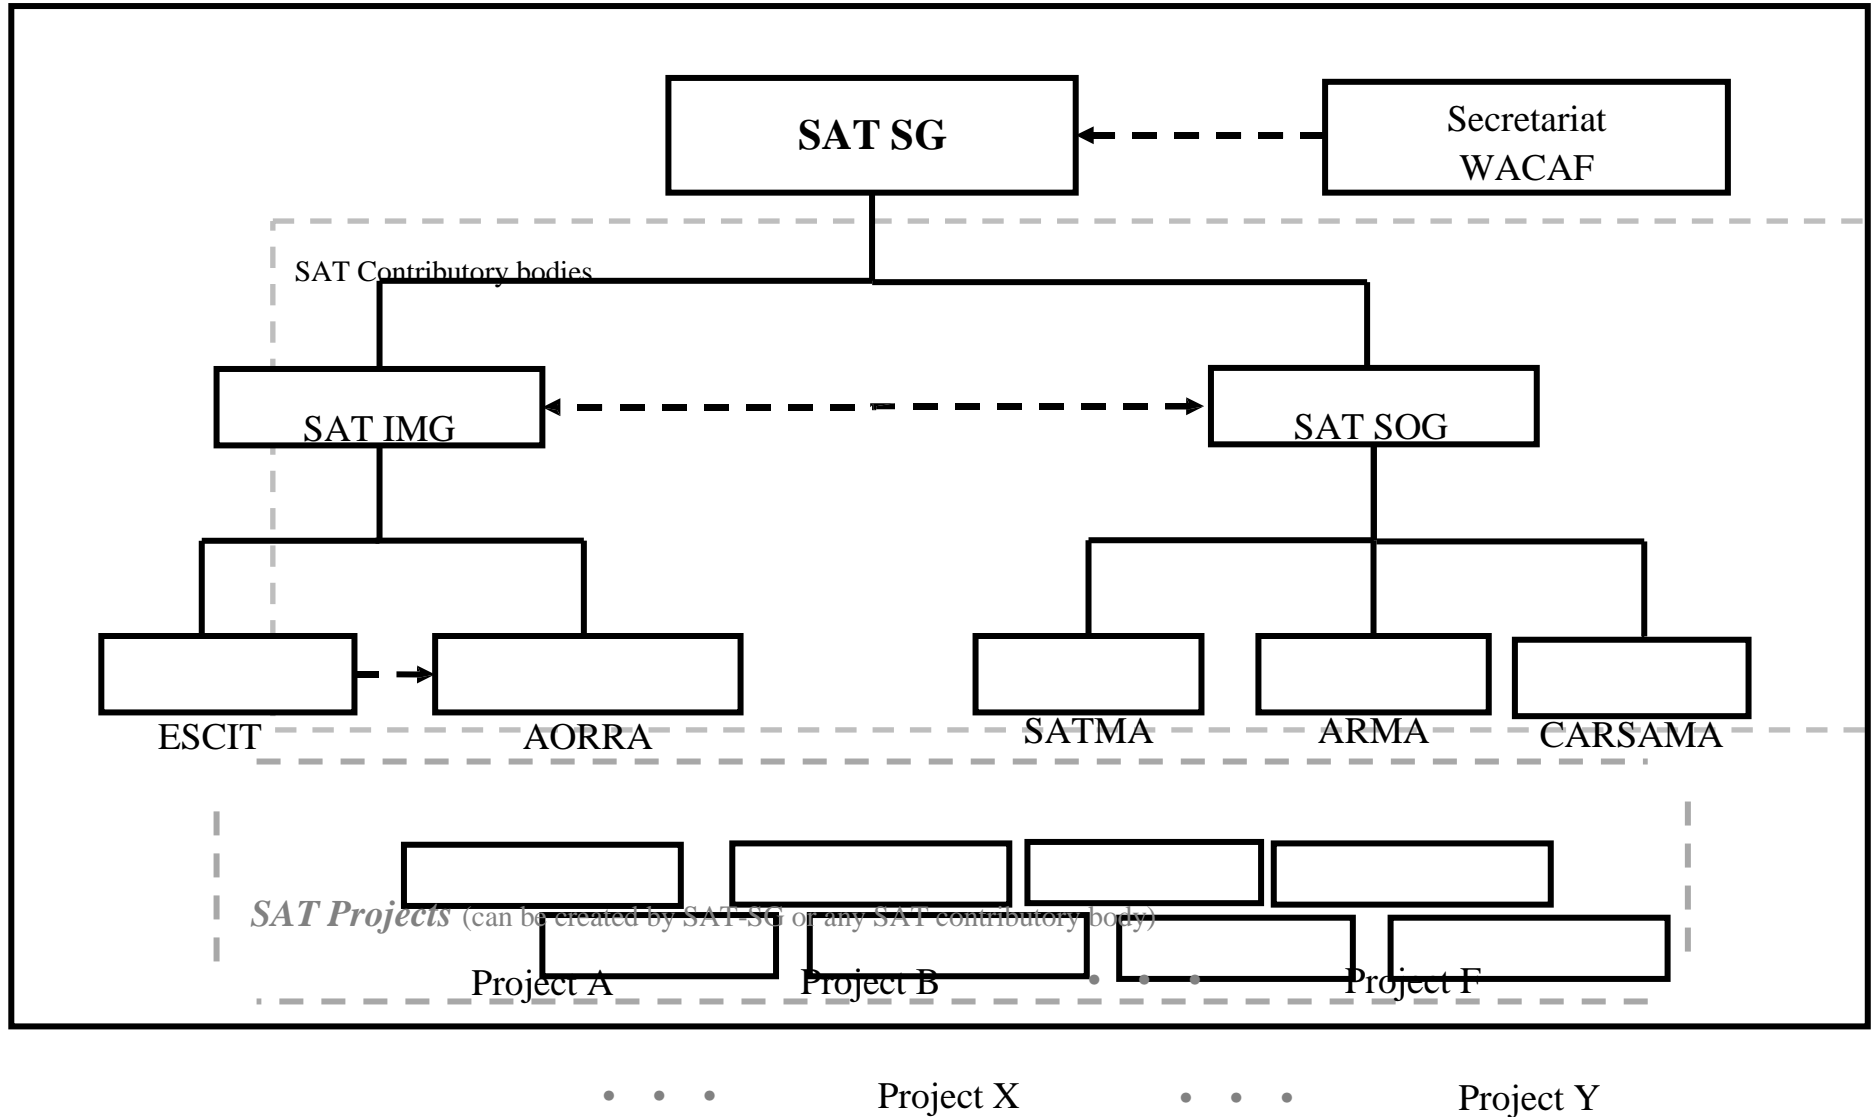 SAT SG
Secretariat
WACAF
SAT Contributory bodies
SAT IMG
SAT SOG
ESCIT
AORRA
SATMA
ARMA
CARSAMA
SAT Projects (can be created by SAT-SG or any SAT contributory body)
Project A
Project B
• • •
Project F
• • •
Project X
• • •
Project Y